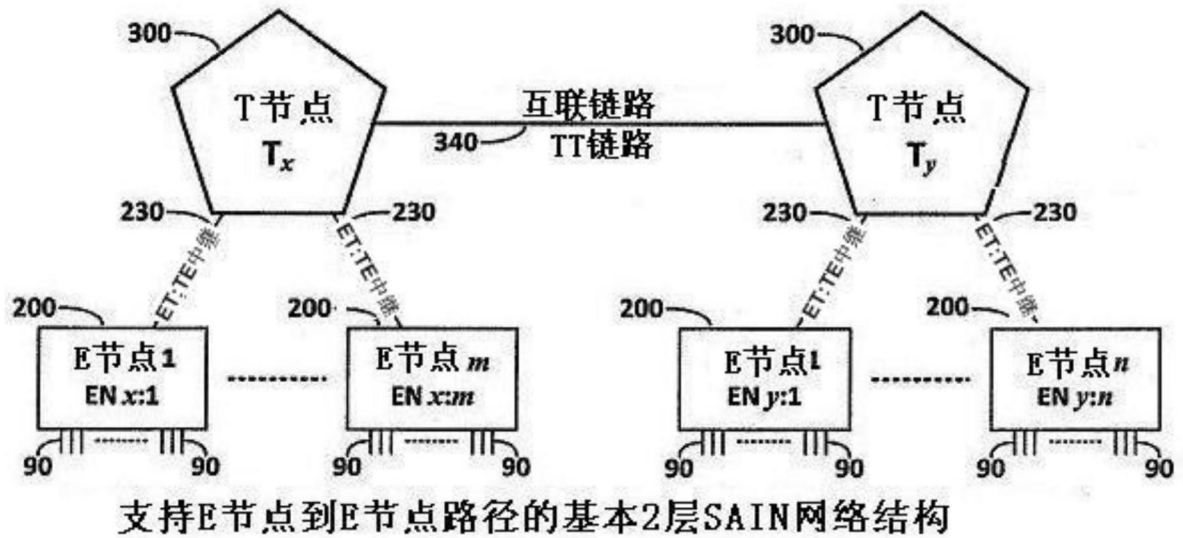 300
300
T节点
Tx
互联链路
340
TT链路
T节点
Ty
230
230
230
230
ET:TE中继
ET:TE中继
ET:TE中继
ET:TE中继
200
200
200
200
E节点1
EN x:1
E节点m
EN x:m
E节点1
EN y:1
E节点n
EN y:n
90
90
90
90
90
90
90
90
支持E节点到E节点路径的基本2层SAIN网络结构